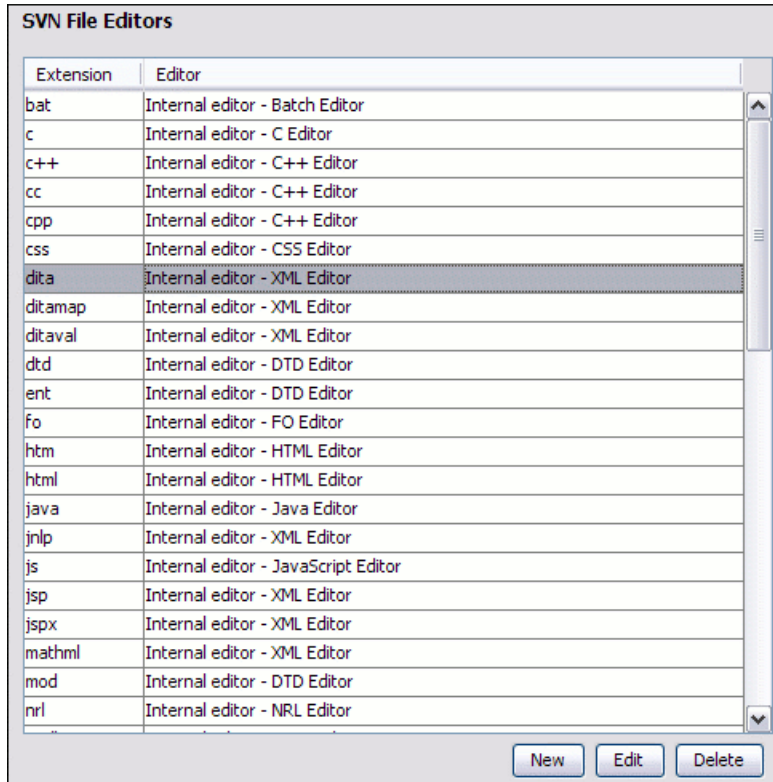 SVN File Editors
Extension Editor
bat Internal editor - Batch Editor
c Internal editor - C Editor
c++ Internal editor - C++ Editor
cc Internal editor - C++ Editor
cpp Internal editor - C++ Editor
css Internal editor - CSS Editor
dita Internal editor - XML Editor
ditamap Internal editor - XML Editor
ditaval Internal editor - XML Editor
dtd Internal editor - DTD Editor
ent Internal editor - DTD Editor
fo Internal editor - FO Editor
htm Internal editor - HTML Editor
html Internal editor - HTML Editor
java Internal editor - Java Editor
jnlp Internal editor - XML Editor
js Internal editor - JavaScript Editor
jsp Internal editor - XML Editor
jspx Internal editor - XML Editor
mathml Internal editor - XML Editor
mod Internal editor - DTD Editor
nrl Internal editor - NRL Editor
New Edit Delete